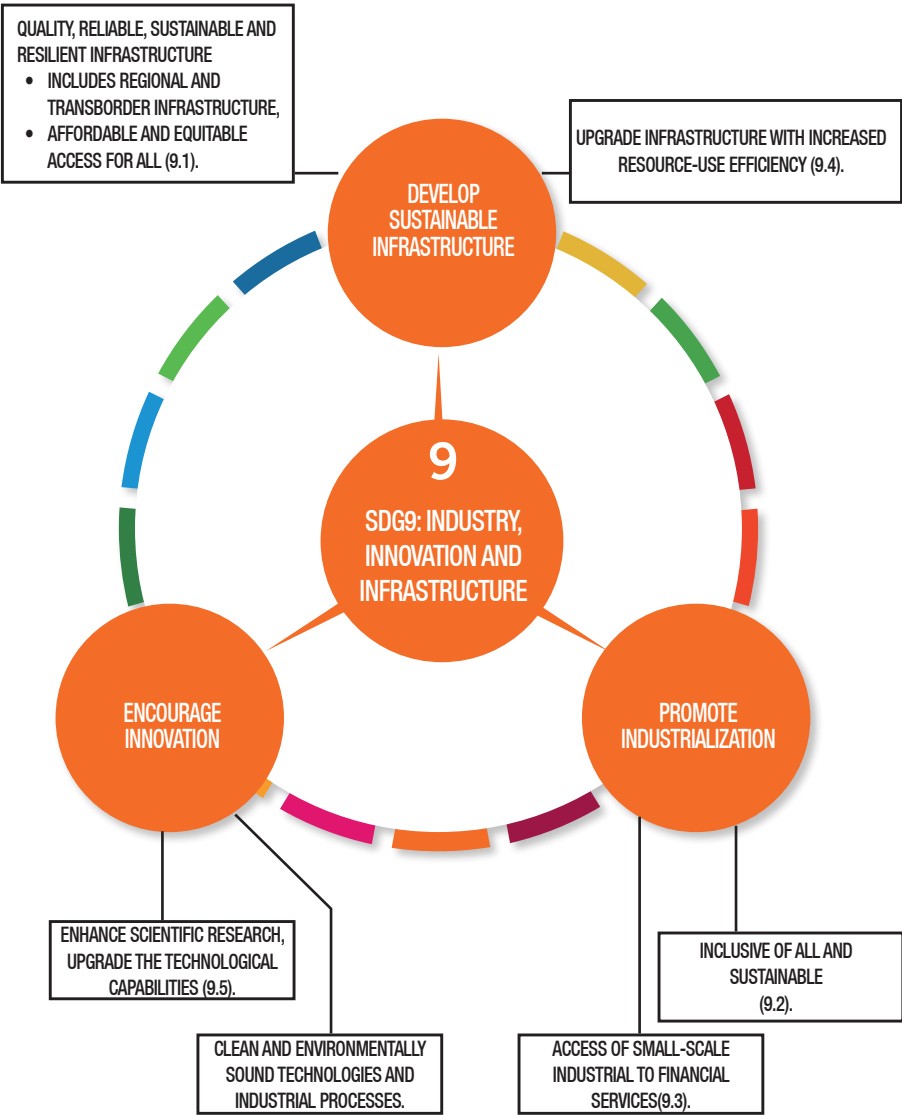 QUALITY, RELIABLE, SUSTAINABLE AND
RESILIENT INFRASTRUCTURE
• INCLUDES REGIONAL AND
TRANSBORDER INFRASTRUCTURE,
• AFFORDABLE AND EQUITABLE
ACCESS FOR ALL (9.1).
UPGRADE INFRASTRUCTURE WITH INCREASED
RESOURCE-USE EFFICIENCY (9.4).
DEVELOP
SUSTAINABLE
INFRASTRUCTURE
9
SDG9: INDUSTRY,
INNOVATION AND
INFRASTRUCTURE
ENCOURAGE
INNOVATION
PROMOTE
INDUSTRIALIZATION
ENHANCE SCIENTIFIC RESEARCH,
UPGRADE THE TECHNOLOGICAL
CAPABILITIES (9.5).
INCLUSIVE OF ALL AND
SUSTAINABLE
(9.2).
CLEAN AND ENVIRONMENTALLY
SOUND TECHNOLOGIES AND
INDUSTRIAL PROCESSES.
ACCESS OF SMALL-SCALE
INDUSTRIAL TO FINANCIAL
SERVICES(9.3).